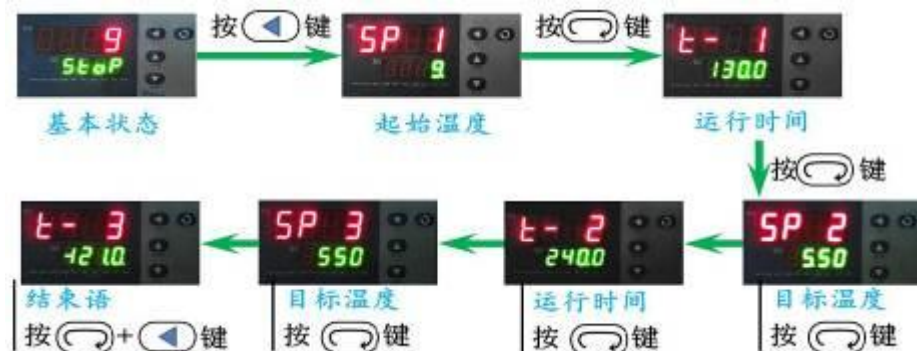 9
StoP
按 键
SP 1
9.
按 键
t- 1
130.0
基本状态
起始温度
运行时间
按 键
t- 3
-121.0.
SP 3
550
t- 2
240.0
SP 2
550
结束语
目标温度
运行时间
目标温度
按 + 键
按 键
按 键
按 键